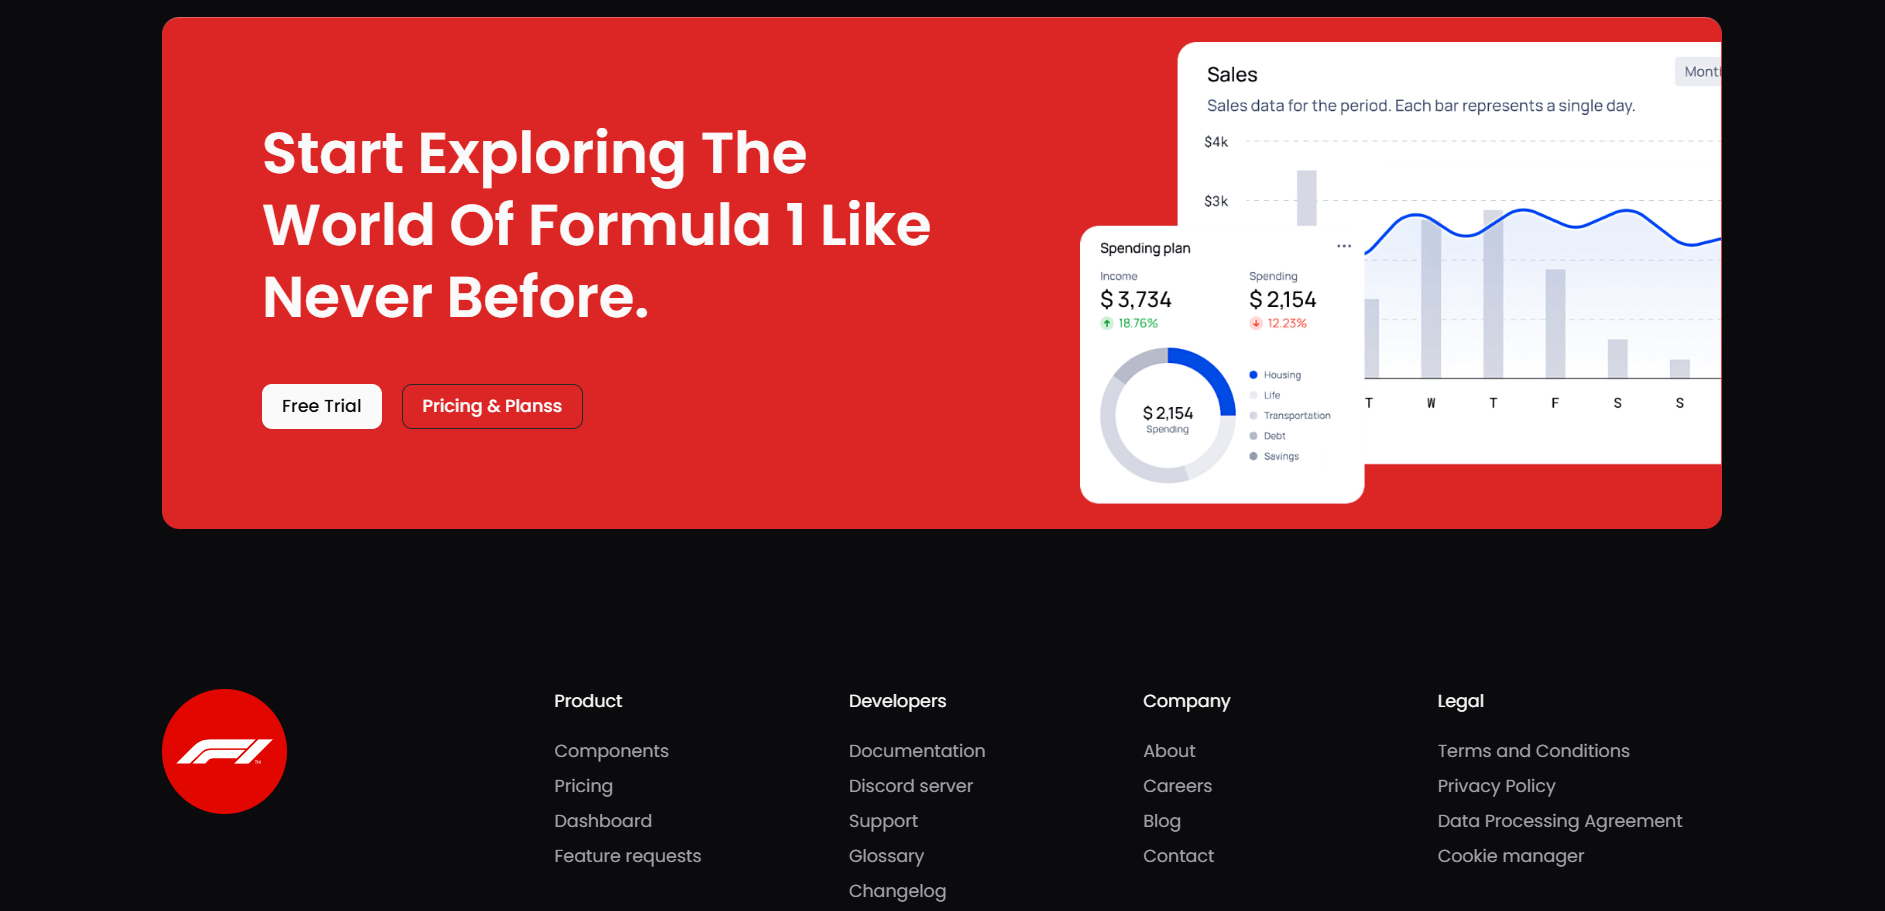 Start Exploring The
World Of Formula 1 Like
Never Before.
Free Trial
Pricing & Planss
Sales
Sales data for the period. Each bar represents a single day.
$4k
$3k
T W T F S S
Spending plan
Income
$ 3,734
18.76%
Spending
$ 2,154
12.23%
$ 2,154
Spending
Housing
Life
Transportation
Debt
Savings
F1
TM
Product
Components
Pricing
Dashboard
Feature requests
Developers
Documentation
Discord server
Support
Glossary
Changelog
Company
About
Careers
Blog
Contact
Legal
Terms and Conditions
Privacy Policy
Data Processing Agreement
Cookie manager